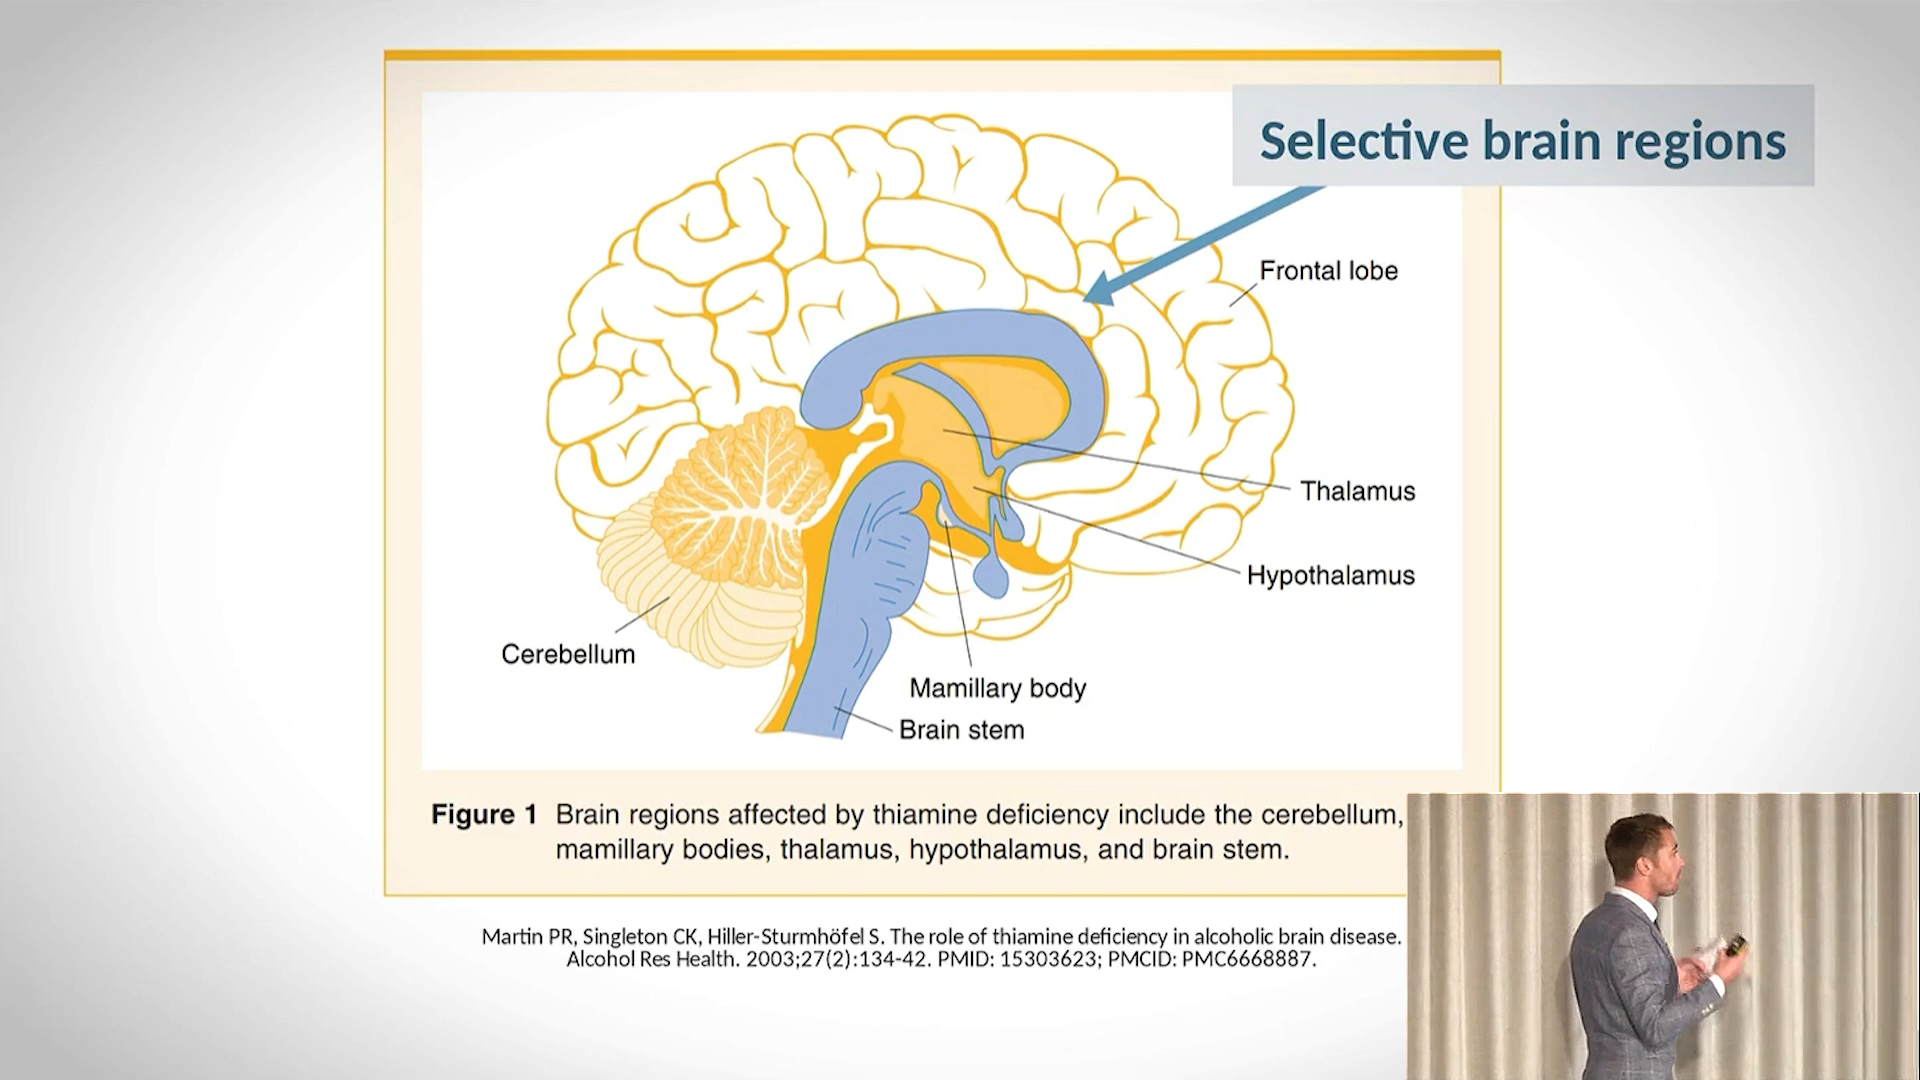 Selective brain regions
Frontal lobe
Thalamus
Hypothalamus
Cerebellum
Mamillary body
Brain stem
Figure 1 Brain regions affected by thiamine deficiency include the cerebellum,
mamillary bodies, thalamus, hypothalamus, and brain stem.
Martin PR, Singleton CK, Hiller-Sturmhöfel S. The role of thiamine deficiency in alcoholic brain disease.
Alcohol Res Health. 2003;27(2):134-42. PMID: 15303623; PMCID: PMC6668887.